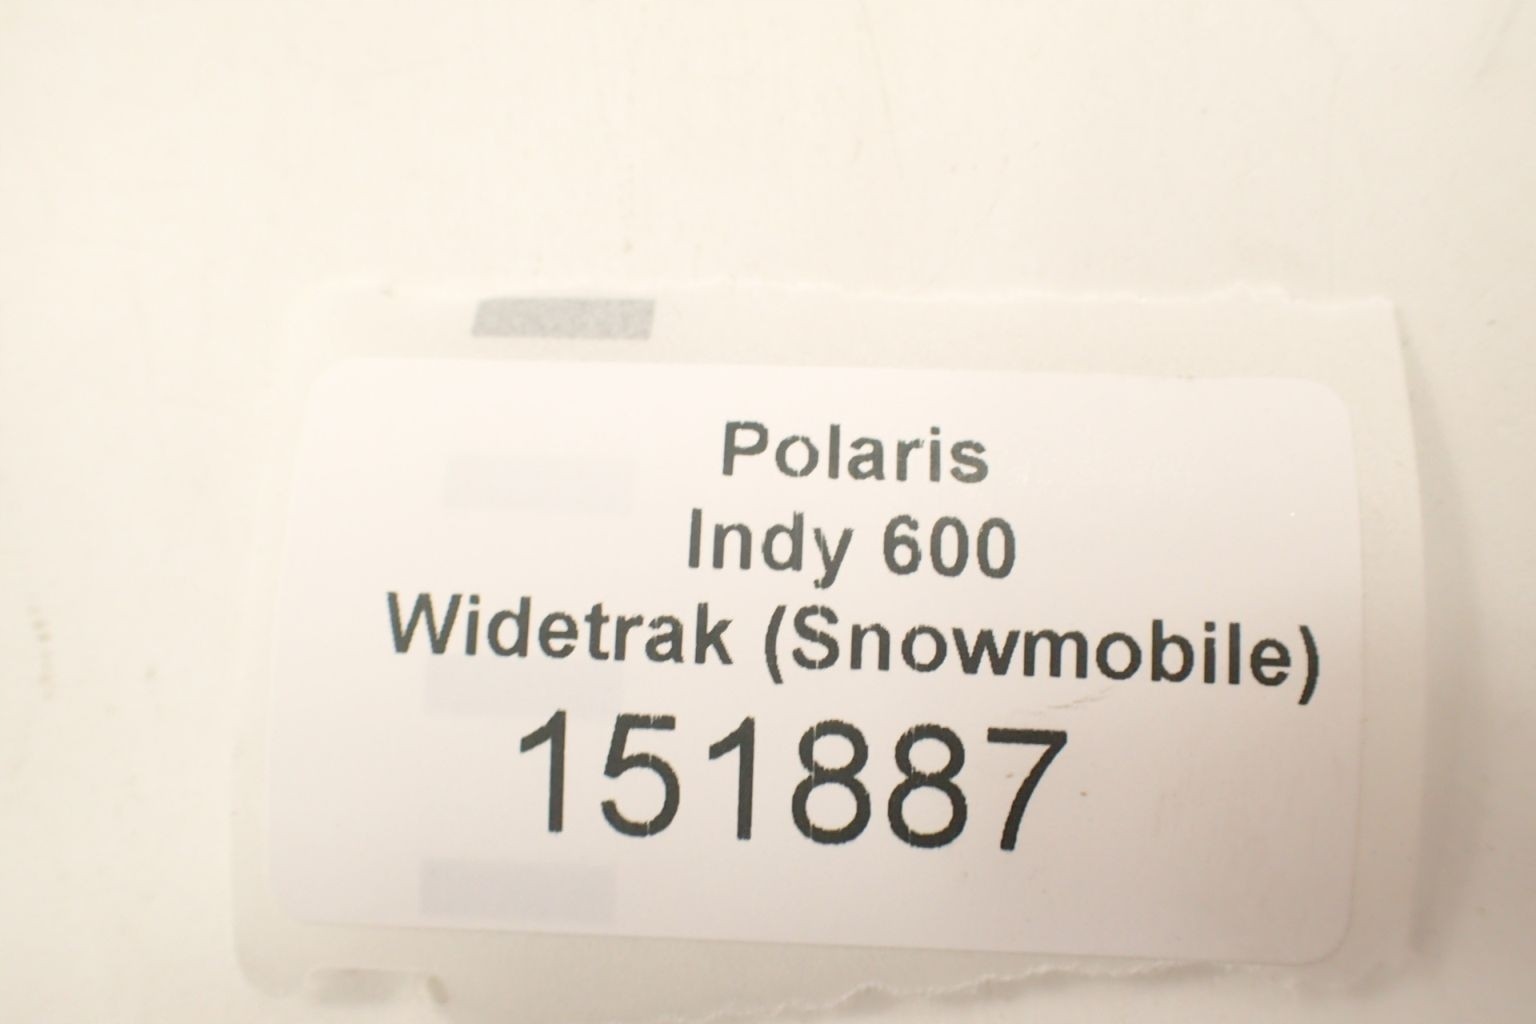 Polaris
Indy 600
Widetrak (Snowmobile)
151887